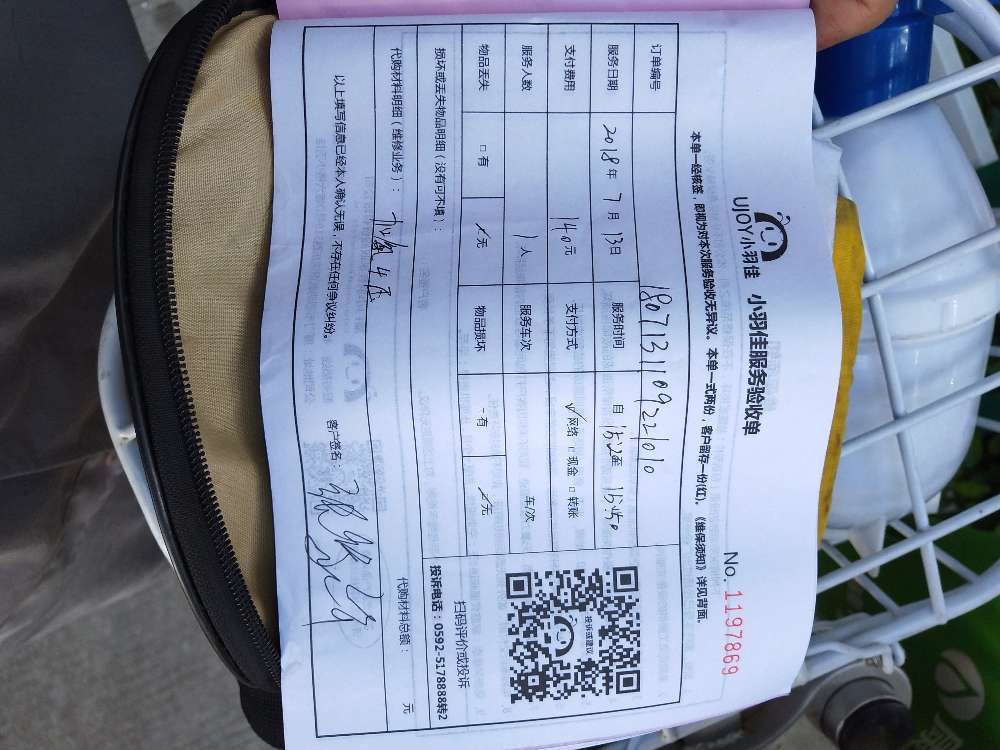 UJOY小羽佳 小羽佳服务验收单
No. 1197869
本单一经核签，即视为对本次服务验收无异议。本单一式两份，客户留存一份(红)。《维保须知》详见背面。
订单编号 1807131109221010
服务日期 2018年7月13日 服务时间 自 15:2至 15:50
支付费用 140元 支付方式 √网络 □现金 □转账
服务人数 1人 服务车次 车/次
物品丢失 □有 ✓无 物品损坏 □有 ✓无
投诉或建议
扫码评价或投诉
投诉电话：0592-5178888转2
损坏或丢失物品明细（没有可不填）：
代购材料明细（维修业务）： 加氟4压
代购材料总额： 元
以上填写信息已经本人确认无误，不存在任何争议纠纷。 客户签名：